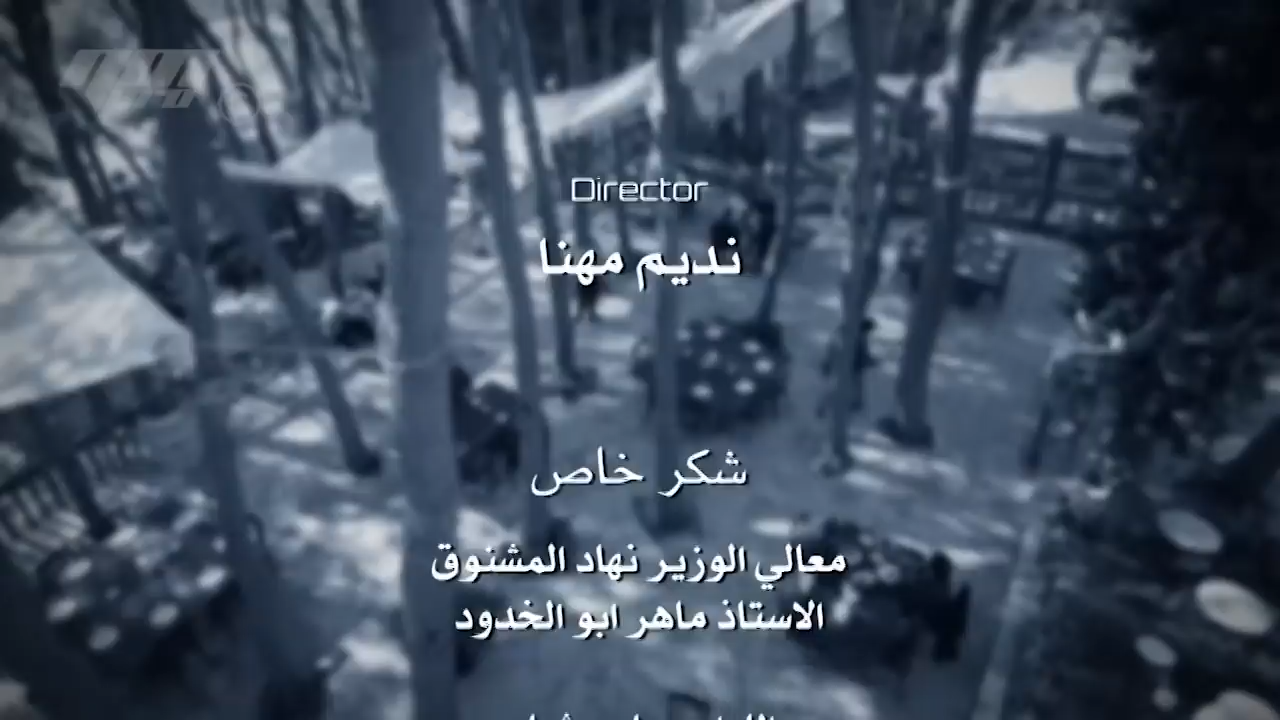 Director
نديم مهنا
شكر خاص
معالي الوزير نهاد المشنوق
الاستاذ ماهر ابو الخدود